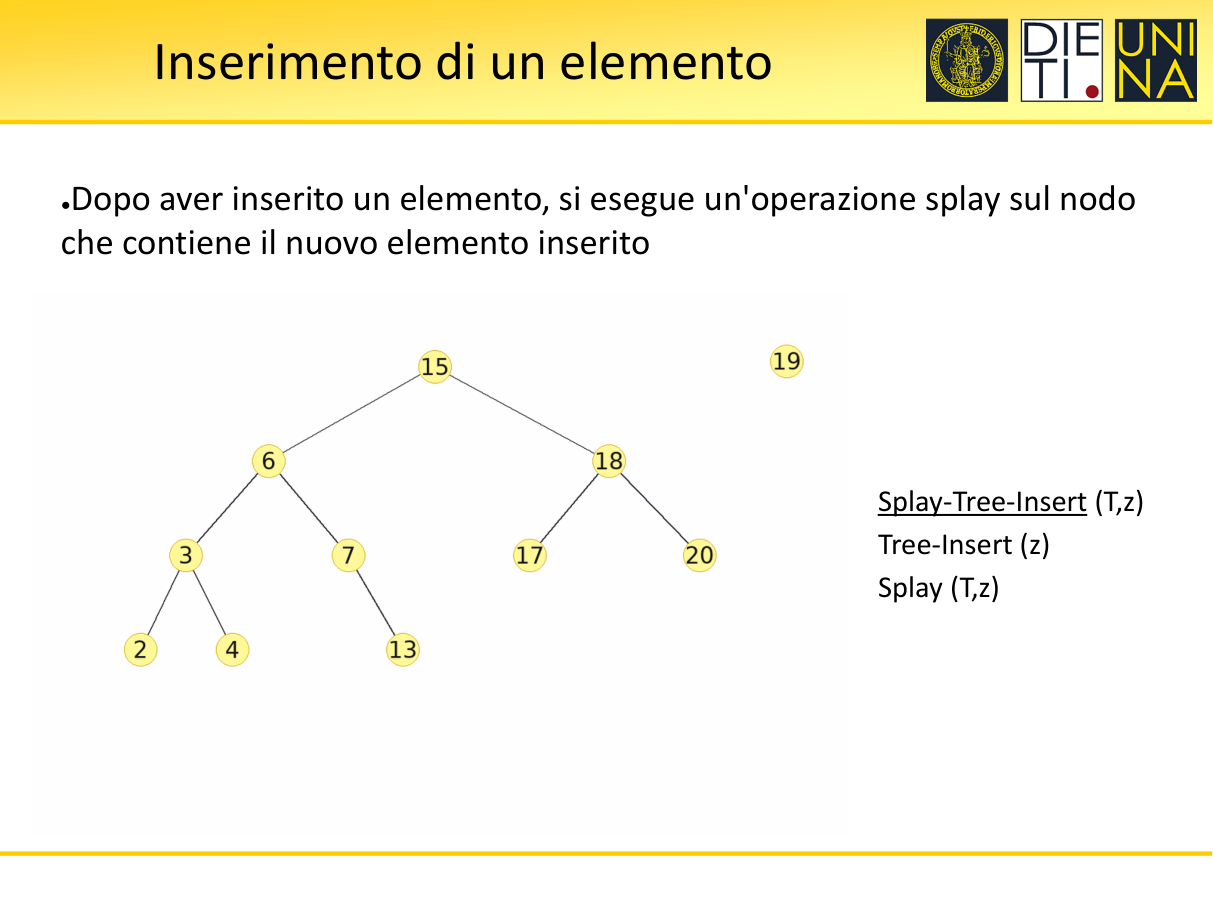 Inserimento di un elemento
DIE
TI.
UNI
NA
●Dopo aver inserito un elemento, si esegue un'operazione splay sul nodo
che contiene il nuovo elemento inserito
15
19
6
18
3
7
17
20
2
4
13
Splay-Tree-Insert (T,z)
Tree-Insert (z)
Splay (T,z)